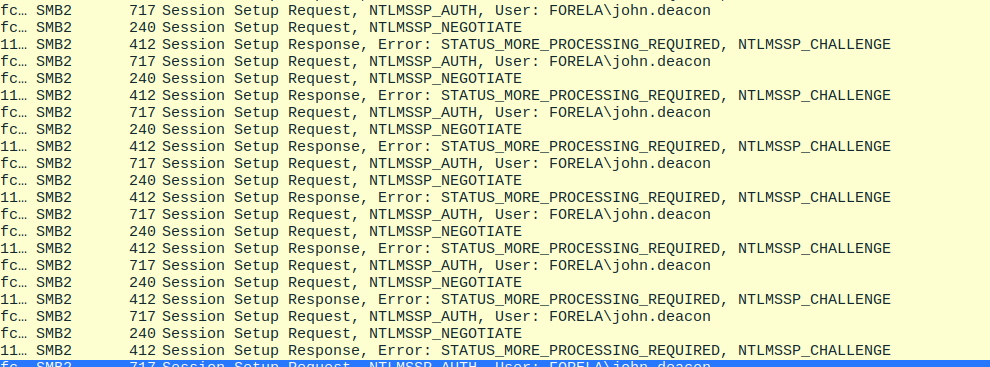 fc… SMB2 717 Session Setup Request, NTLMSSP_AUTH, User: FORELA\john.deacon
fc… SMB2 240 Session Setup Request, NTLMSSP_NEGOTIATE
11… SMB2 412 Session Setup Response, Error: STATUS_MORE_PROCESSING_REQUIRED, NTLMSSP_CHALLENGE
fc… SMB2 717 Session Setup Request, NTLMSSP_AUTH, User: FORELA\john.deacon
fc… SMB2 240 Session Setup Request, NTLMSSP_NEGOTIATE
11… SMB2 412 Session Setup Response, Error: STATUS_MORE_PROCESSING_REQUIRED, NTLMSSP_CHALLENGE
fc… SMB2 717 Session Setup Request, NTLMSSP_AUTH, User: FORELA\john.deacon
fc… SMB2 240 Session Setup Request, NTLMSSP_NEGOTIATE
11… SMB2 412 Session Setup Response, Error: STATUS_MORE_PROCESSING_REQUIRED, NTLMSSP_CHALLENGE
fc… SMB2 717 Session Setup Request, NTLMSSP_AUTH, User: FORELA\john.deacon
fc… SMB2 240 Session Setup Request, NTLMSSP_NEGOTIATE
11… SMB2 412 Session Setup Response, Error: STATUS_MORE_PROCESSING_REQUIRED, NTLMSSP_CHALLENGE
fc… SMB2 717 Session Setup Request, NTLMSSP_AUTH, User: FORELA\john.deacon
fc… SMB2 240 Session Setup Request, NTLMSSP_NEGOTIATE
11… SMB2 412 Session Setup Response, Error: STATUS_MORE_PROCESSING_REQUIRED, NTLMSSP_CHALLENGE
fc… SMB2 717 Session Setup Request, NTLMSSP_AUTH, User: FORELA\john.deacon
fc… SMB2 240 Session Setup Request, NTLMSSP_NEGOTIATE
11… SMB2 412 Session Setup Response, Error: STATUS_MORE_PROCESSING_REQUIRED, NTLMSSP_CHALLENGE
fc… SMB2 717 Session Setup Request, NTLMSSP_AUTH, User: FORELA\john.deacon
fc… SMB2 240 Session Setup Request, NTLMSSP_NEGOTIATE
11… SMB2 412 Session Setup Response, Error: STATUS_MORE_PROCESSING_REQUIRED, NTLMSSP_CHALLENGE
fc… SMB2 717 Session Setup Request, NTLMSSP_AUTH, User: FORELA\john.deacon